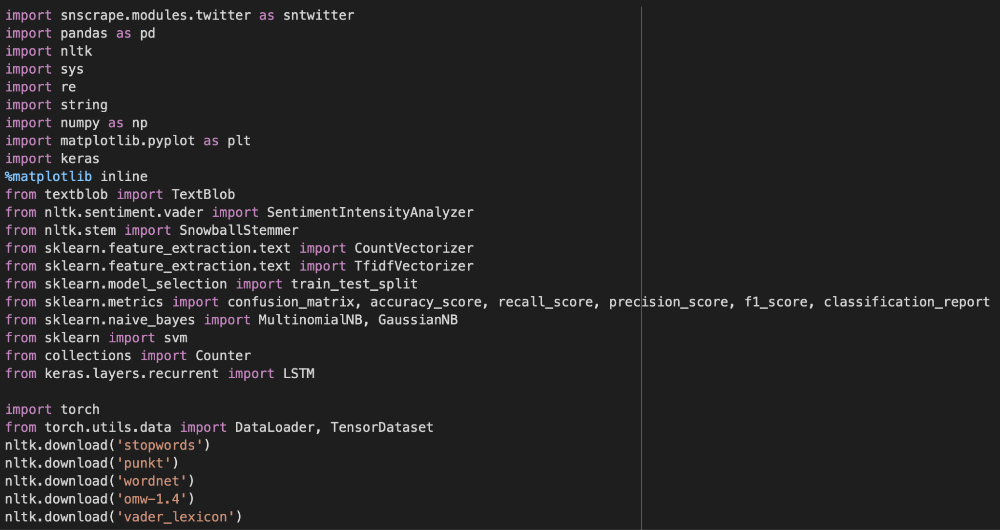 import snscrape.modules.twitter as sntwitter
import pandas as pd
import nltk
import sys
import re
import string
import numpy as np
import matplotlib.pyplot as plt
import keras
%matplotlib inline
from textblob import TextBlob
from nltk.sentiment.vader import SentimentIntensityAnalyzer
from nltk.stem import SnowballStemmer
from sklearn.feature_extraction.text import CountVectorizer
from sklearn.feature_extraction.text import TfidfVectorizer
from sklearn.model_selection import train_test_split
from sklearn.metrics import confusion_matrix, accuracy_score, recall_score, precision_score, f1_score, classification_report
from sklearn.naive_bayes import MultinomialNB, GaussianNB
from sklearn import svm
from collections import Counter
from keras.layers.recurrent import LSTM

import torch
from torch.utils.data import DataLoader, TensorDataset
nltk.download('stopwords')
nltk.download('punkt')
nltk.download('wordnet')
nltk.download('omw-1.4')
nltk.download('vader_lexicon')